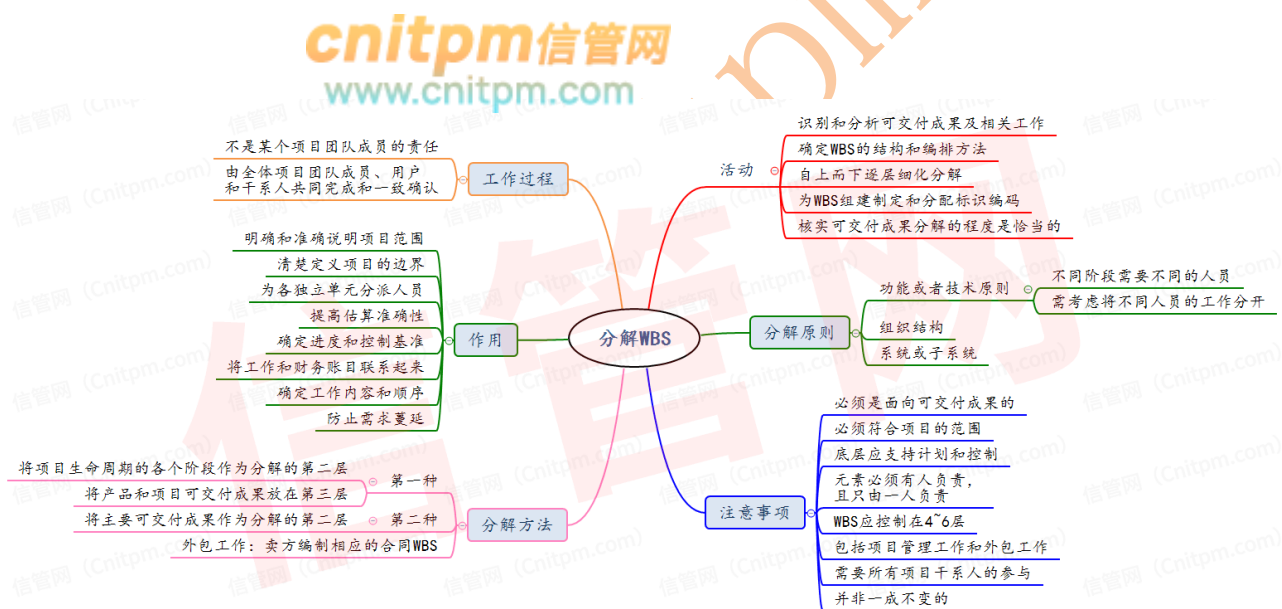 cnitpm信管网
www.cnitpm.com
分解WBS
活动
识别和分析可交付成果及相关工作
确定WBS的结构和编排方法
自上而下逐层细化分解
为WBS组建制定和分配标识编码
核实可交付成果分解的程度是恰当的
分解原则
功能或者技术原则
不同阶段需要不同的人员
需考虑将不同人员的工作分开
组织结构
系统或子系统
注意事项
必须是面向可交付成果的
必须符合项目的范围
底层应支持计划和控制
元素必须有人负责，
且只由一人负责
WBS应控制在4~6层
包括项目管理工作和外包工作
需要所有项目干系人的参与
并非一成不变的
工作过程
不是某个项目团队成员的责任
由全体项目团队成员、用户
和干系人共同完成和一致确认
作用
明确和准确说明项目范围
清楚定义项目的边界
为各独立单元分派人员
提高估算准确性
确定进度和控制基准
将工作和财务账目联系起来
确定工作内容和顺序
防止需求蔓延
分解方法
第一种
将项目生命周期的各个阶段作为分解的第二层
将产品和项目可交付成果放在第三层
第二种
将主要可交付成果作为分解的第二层
外包工作：卖方编制相应的合同WBS
信管网
信管网（Cnitpm.com）